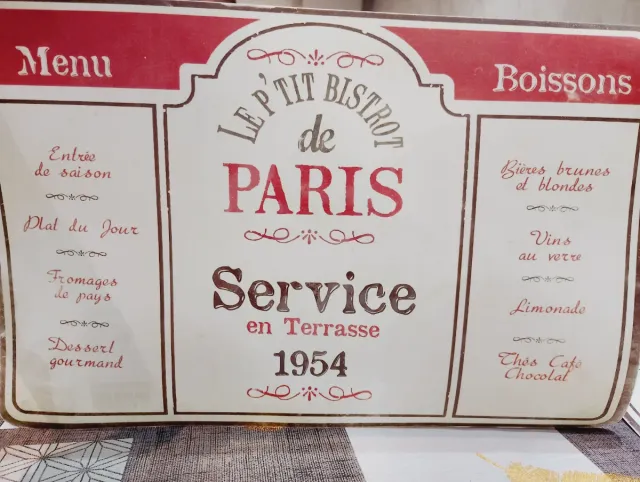 Menu
Entrée
de saison
Plat du Jour
Fromages
de pays
Dessert
gourmand
LE P'TIT BISTROT
de
PARIS
Service
en Terrasse
1954
Boissons
Bières brunes
et blondes
Vins
au verre
Limonade
Thés Café
Chocolat